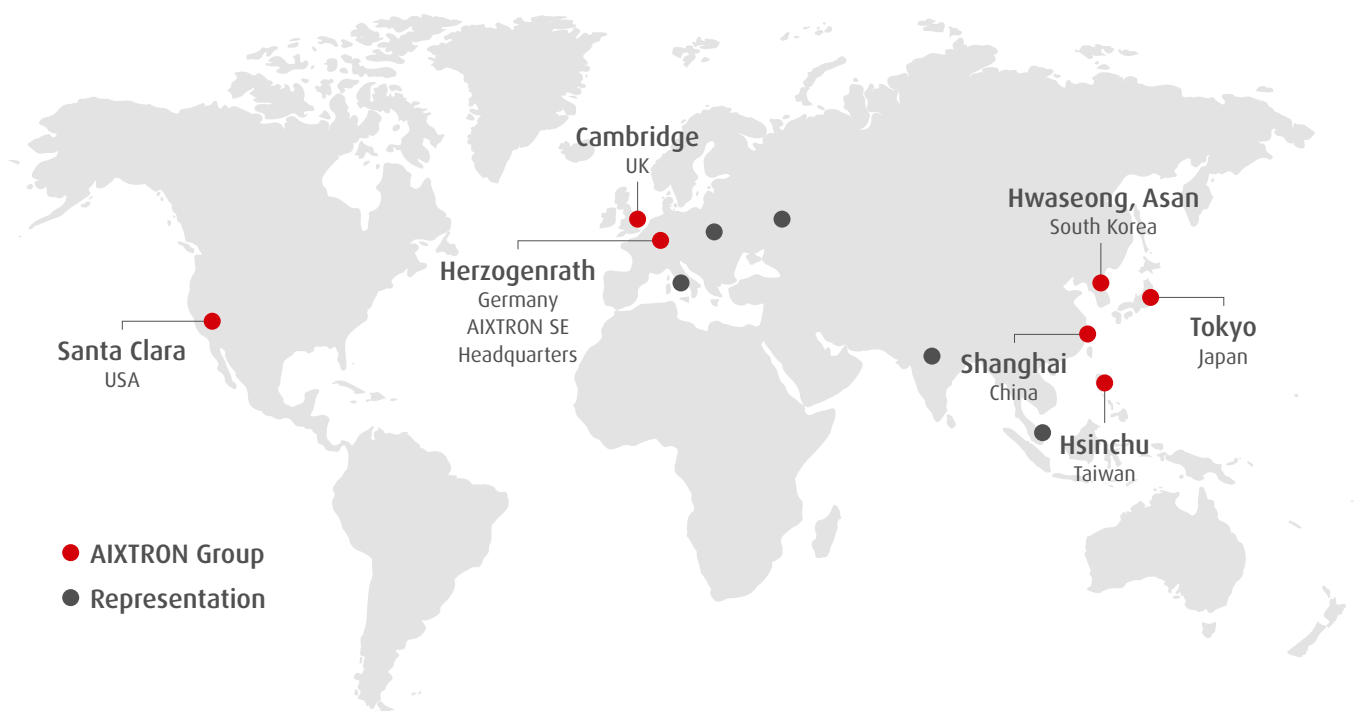 Cambridge
UK
Hwaseong, Asan
South Korea
Herzogenrath
Germany
AIXTRON SE
Headquarters
Santa Clara
USA
Tokyo
Japan
Shanghai
China
Hsinchu
Taiwan
AIXTRON Group
Representation